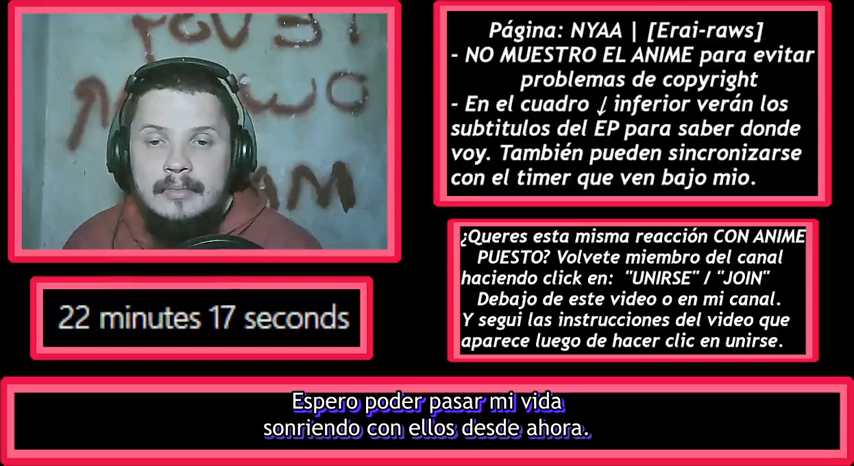 Página: NYAA | [Erai-raws]
- NO MUESTRO EL ANIME para evitar
problemas de copyright
- En el cuadro ↓ inferior verán los
subtitulos del EP para saber donde
voy. También pueden sincronizarse
con el timer que ven bajo mio.
¿Queres esta misma reacción CON ANIME
PUESTO? Volvete miembro del canal
haciendo click en: "UNIRSE" / "JOIN"
Debajo de este video o en mi canal.
Y segui las instrucciones del video que
aparece luego de hacer clic en unirse.
22 minutes 17 seconds
Espero poder pasar mi vida
sonriendo con ellos desde ahora.